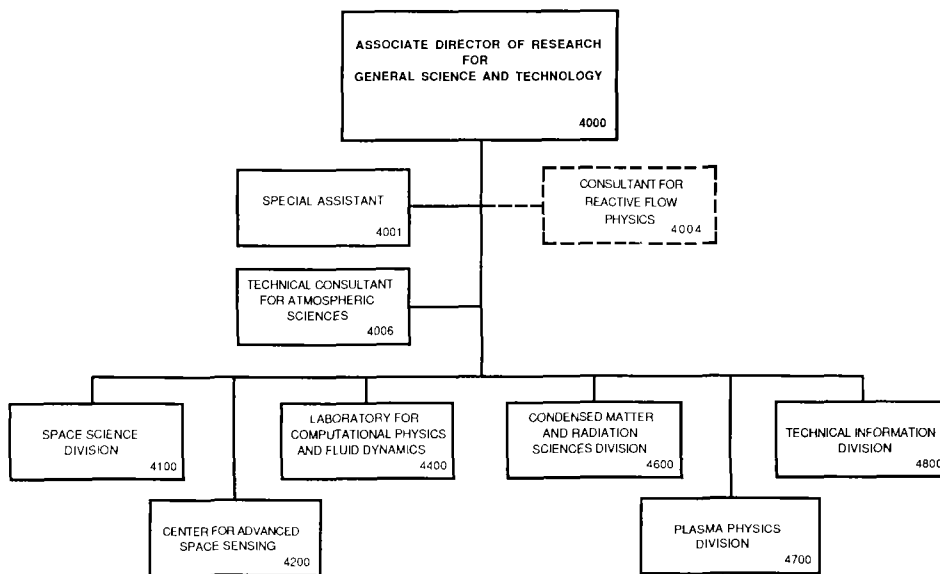 ASSOCIATE DIRECTOR OF RESEARCH
FOR
GENERAL SCIENCE AND TECHNOLOGY
4000
SPECIAL ASSISTANT
4001
CONSULTANT FOR
REACTIVE FLOW
PHYSICS
4004
TECHNICAL CONSULTANT
FOR ATMOSPHERIC
SCIENCES
4006
SPACE SCIENCE
DIVISION
4100
LABORATORY FOR
COMPUTATIONAL PHYSICS
AND FLUID DYNAMICS
4400
CONDENSED MATTER
AND RADIATION
SCIENCES DIVISION
4600
TECHNICAL INFORMATION
DIVISION
4800
CENTER FOR ADVANCED
SPACE SENSING
4200
PLASMA PHYSICS
DIVISION
4700